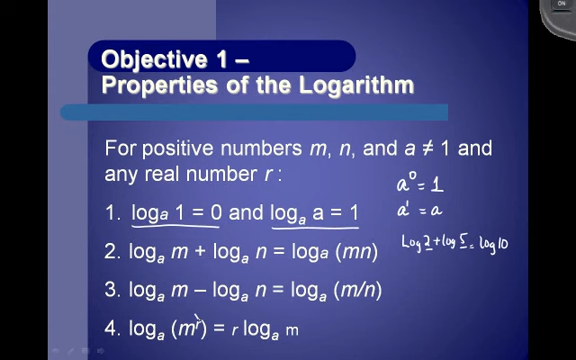 ON
Objective 1 –
Properties of the Logarithm
For positive numbers m, n, and a ≠ 1 and
any real number r :
a⁰ = 1
1. logₐ 1 = 0 and logₐ a = 1
a¹ = a
2. logₐ m + logₐ n = logₐ (mn)
Log 2 + log 5 = log 10
3. logₐ m – logₐ n = logₐ (m/n)
4. logₐ (mʳ) = r logₐ m